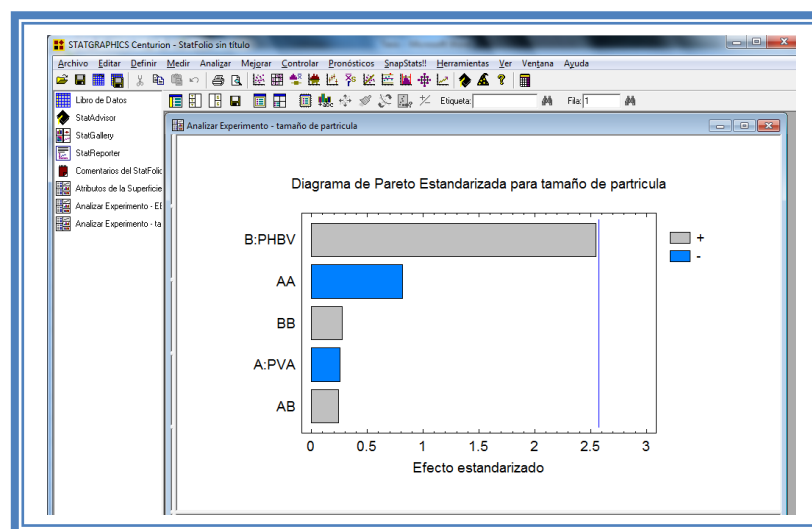 STATGRAPHICS Centurion - StatFolio sin título
Archivo Editar Definir Medir Analizar Mejorar Controlar Pronósticos SnapStats!! Herramientas Ver Ventana Ayuda
Libro de Datos
Etiqueta: Fila: 1
StatAdvisor
StatGallery
StatReporter
Comentarios del StatFolic
Atributos de la Superficie
Analizar Experimento - EE
Analizar Experimento - ta
Analizar Experimento - tamaño de partricula
Diagrama de Pareto Estandarizada para tamaño de partricula
B:PHBV
AA
BB
A:PVA
AB
+
-
0 0.5 1 1.5 2 2.5 3
Efecto estandarizado